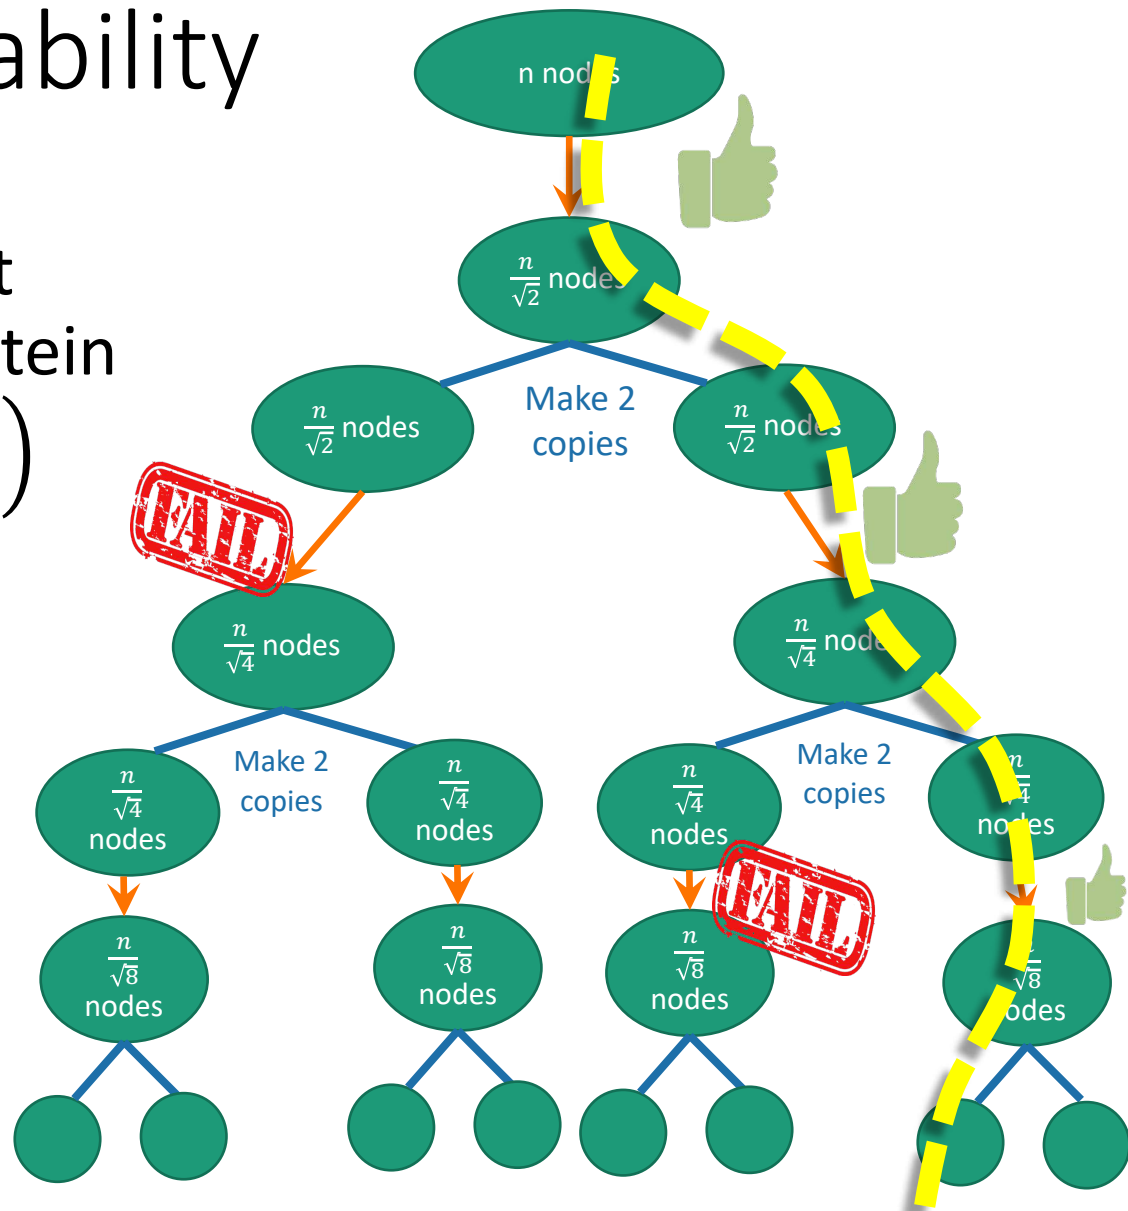 ability
n nodes
t
tein
)
n/√2 nodes
Make 2
copies
n/√2 nodes
n/√2 nodes
FAIL
n/√4 nodes
n/√4 nodes
Make 2
copies
Make 2
copies
n/√4
nodes
n/√4
nodes
n/√4
nodes
n/√4
nodes
FAIL
n/√8
nodes
n/√8
nodes
n/√8
nodes
n/√8
nodes